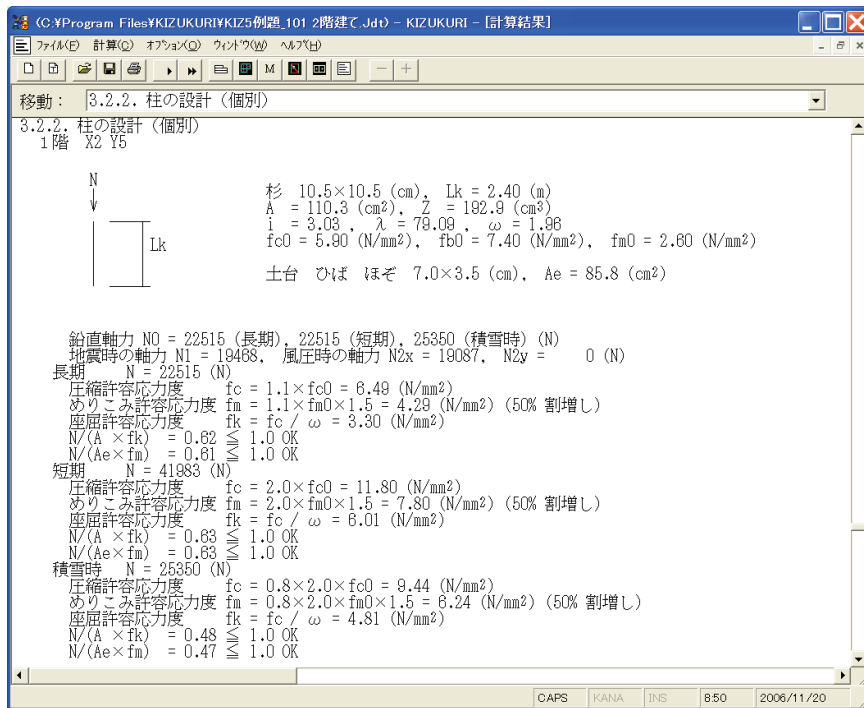 (C:¥Program Files¥KIZUKURI¥KIZ5例題_101 2階建て.Jdt) - KIZUKURI - [計算結果]
ファイル(F) 計算(C) オプション(O) ウィンドウ(W) ヘルプ(H)
M
移動： 3.2.2. 柱の設計（個別）
3.2.2. 柱の設計（個別）
1階 X2 Y5
N
Lk
杉 10.5×10.5 (cm), Lk = 2.40 (m)
A = 110.3 (cm2), Z = 192.9 (cm3)
i = 3.03 , λ = 79.09 , ω = 1.96
fc0 = 5.90 (N/mm2), fb0 = 7.40 (N/mm2), fm0 = 2.60 (N/mm2)
土台 ひば ほぞ 7.0×3.5 (cm), Ae = 85.8 (cm2)
鉛直軸力 N0 = 22515 (長期), 22515 (短期), 25350 (積雪時) (N)
地震時の軸力 N1 = 19468, 風圧時の軸力 N2x = 19087, N2y = 0 (N)
長期 N = 22515 (N)
圧縮許容応力度 fc = 1.1×fc0 = 6.49 (N/mm2)
めりこみ許容応力度 fm = 1.1×fm0×1.5 = 4.29 (N/mm2) (50% 割増し)
座屈許容応力度 fk = fc / ω = 3.30 (N/mm2)
N/(A ×fk) = 0.62 ≦ 1.0 OK
N/(Ae×fm) = 0.61 ≦ 1.0 OK
短期 N = 41983 (N)
圧縮許容応力度 fc = 2.0×fc0 = 11.80 (N/mm2)
めりこみ許容応力度 fm = 2.0×fm0×1.5 = 7.80 (N/mm2) (50% 割増し)
座屈許容応力度 fk = fc / ω = 6.01 (N/mm2)
N/(A ×fk) = 0.63 ≦ 1.0 OK
N/(Ae×fm) = 0.63 ≦ 1.0 OK
積雪時 N = 25350 (N)
圧縮許容応力度 fc = 0.8×2.0×fc0 = 9.44 (N/mm2)
めりこみ許容応力度 fm = 0.8×2.0×fm0×1.5 = 6.24 (N/mm2) (50% 割増し)
座屈許容応力度 fk = fc / ω = 4.81 (N/mm2)
N/(A ×fk) = 0.48 ≦ 1.0 OK
N/(Ae×fm) = 0.47 ≦ 1.0 OK
CAPS KANA INS 8:50 2006/11/20